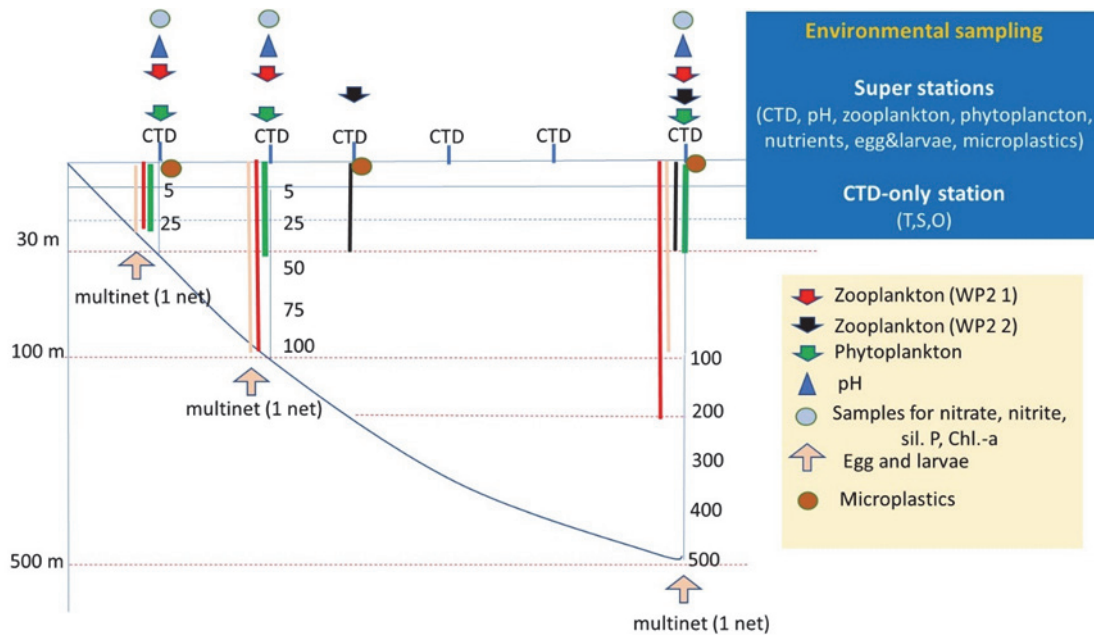 Environmental sampling
Super stations
(CTD, pH, zooplankton, phytoplancton,
nutrients, egg&larvae, microplastics)
CTD-only station
(T,S,O)
CTD CTD CTD CTD CTD CTD
5 5
25 25
30 m
50
multinet (1 net)
75
100
100 m 100
multinet (1 net)
200
300
400
500 m 500
multinet (1 net)
Zooplankton (WP2 1)
Zooplankton (WP2 2)
Phytoplankton
pH
Samples for nitrate, nitrite,
sil. P, Chl.-a
Egg and larvae
Microplastics